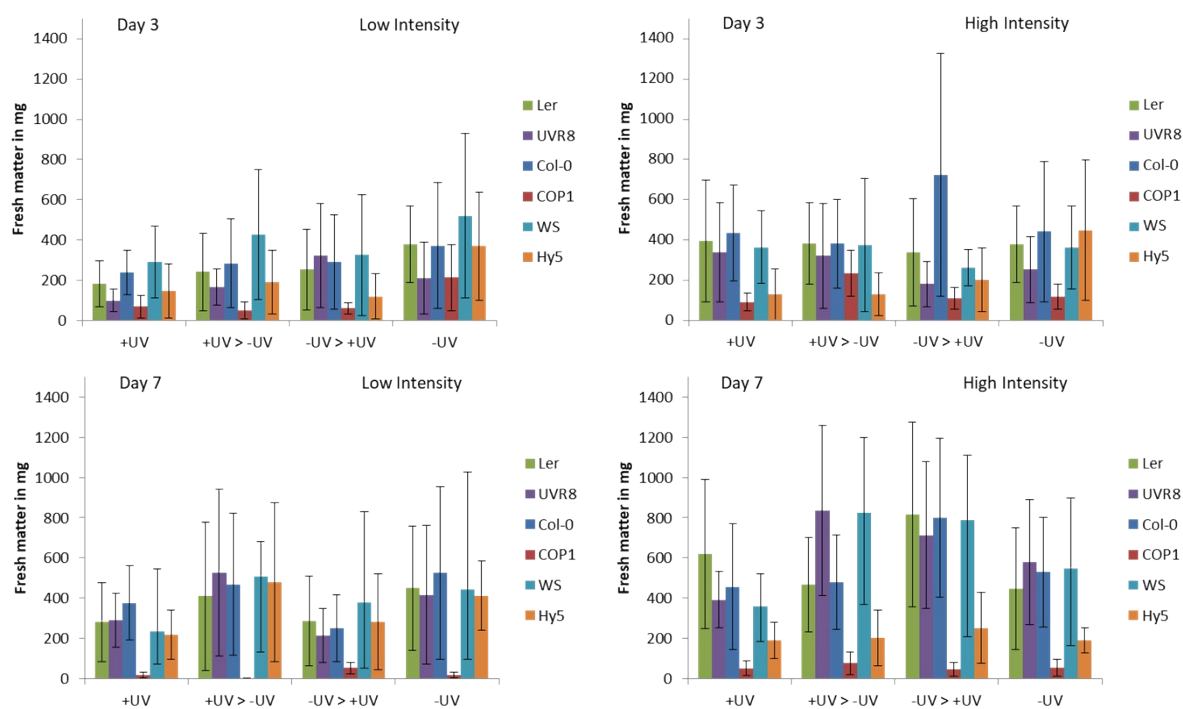 Day 3 Low Intensity
Fresh matter in mg
1400
1200
1000
800
600
400
200
0
+UV +UV > -UV -UV > +UV -UV
Ler
UVR8
Col-0
COP1
WS
Hy5
Day 3 High Intensity
Fresh matter in mg
1400
1200
1000
800
600
400
200
0
+UV +UV > -UV -UV > +UV -UV
Ler
UVR8
Col-0
COP1
WS
Hy5
Day 7 Low Intensity
Fresh matter in mg
1400
1200
1000
800
600
400
200
0
+UV +UV > -UV -UV > +UV -UV
Ler
UVR8
Col-0
COP1
WS
Hy5
Day 7 High Intensity
Fresh matter in mg
1400
1200
1000
800
600
400
200
0
+UV +UV > -UV -UV > +UV -UV
Ler
UVR8
Col-0
COP1
WS
Hy5